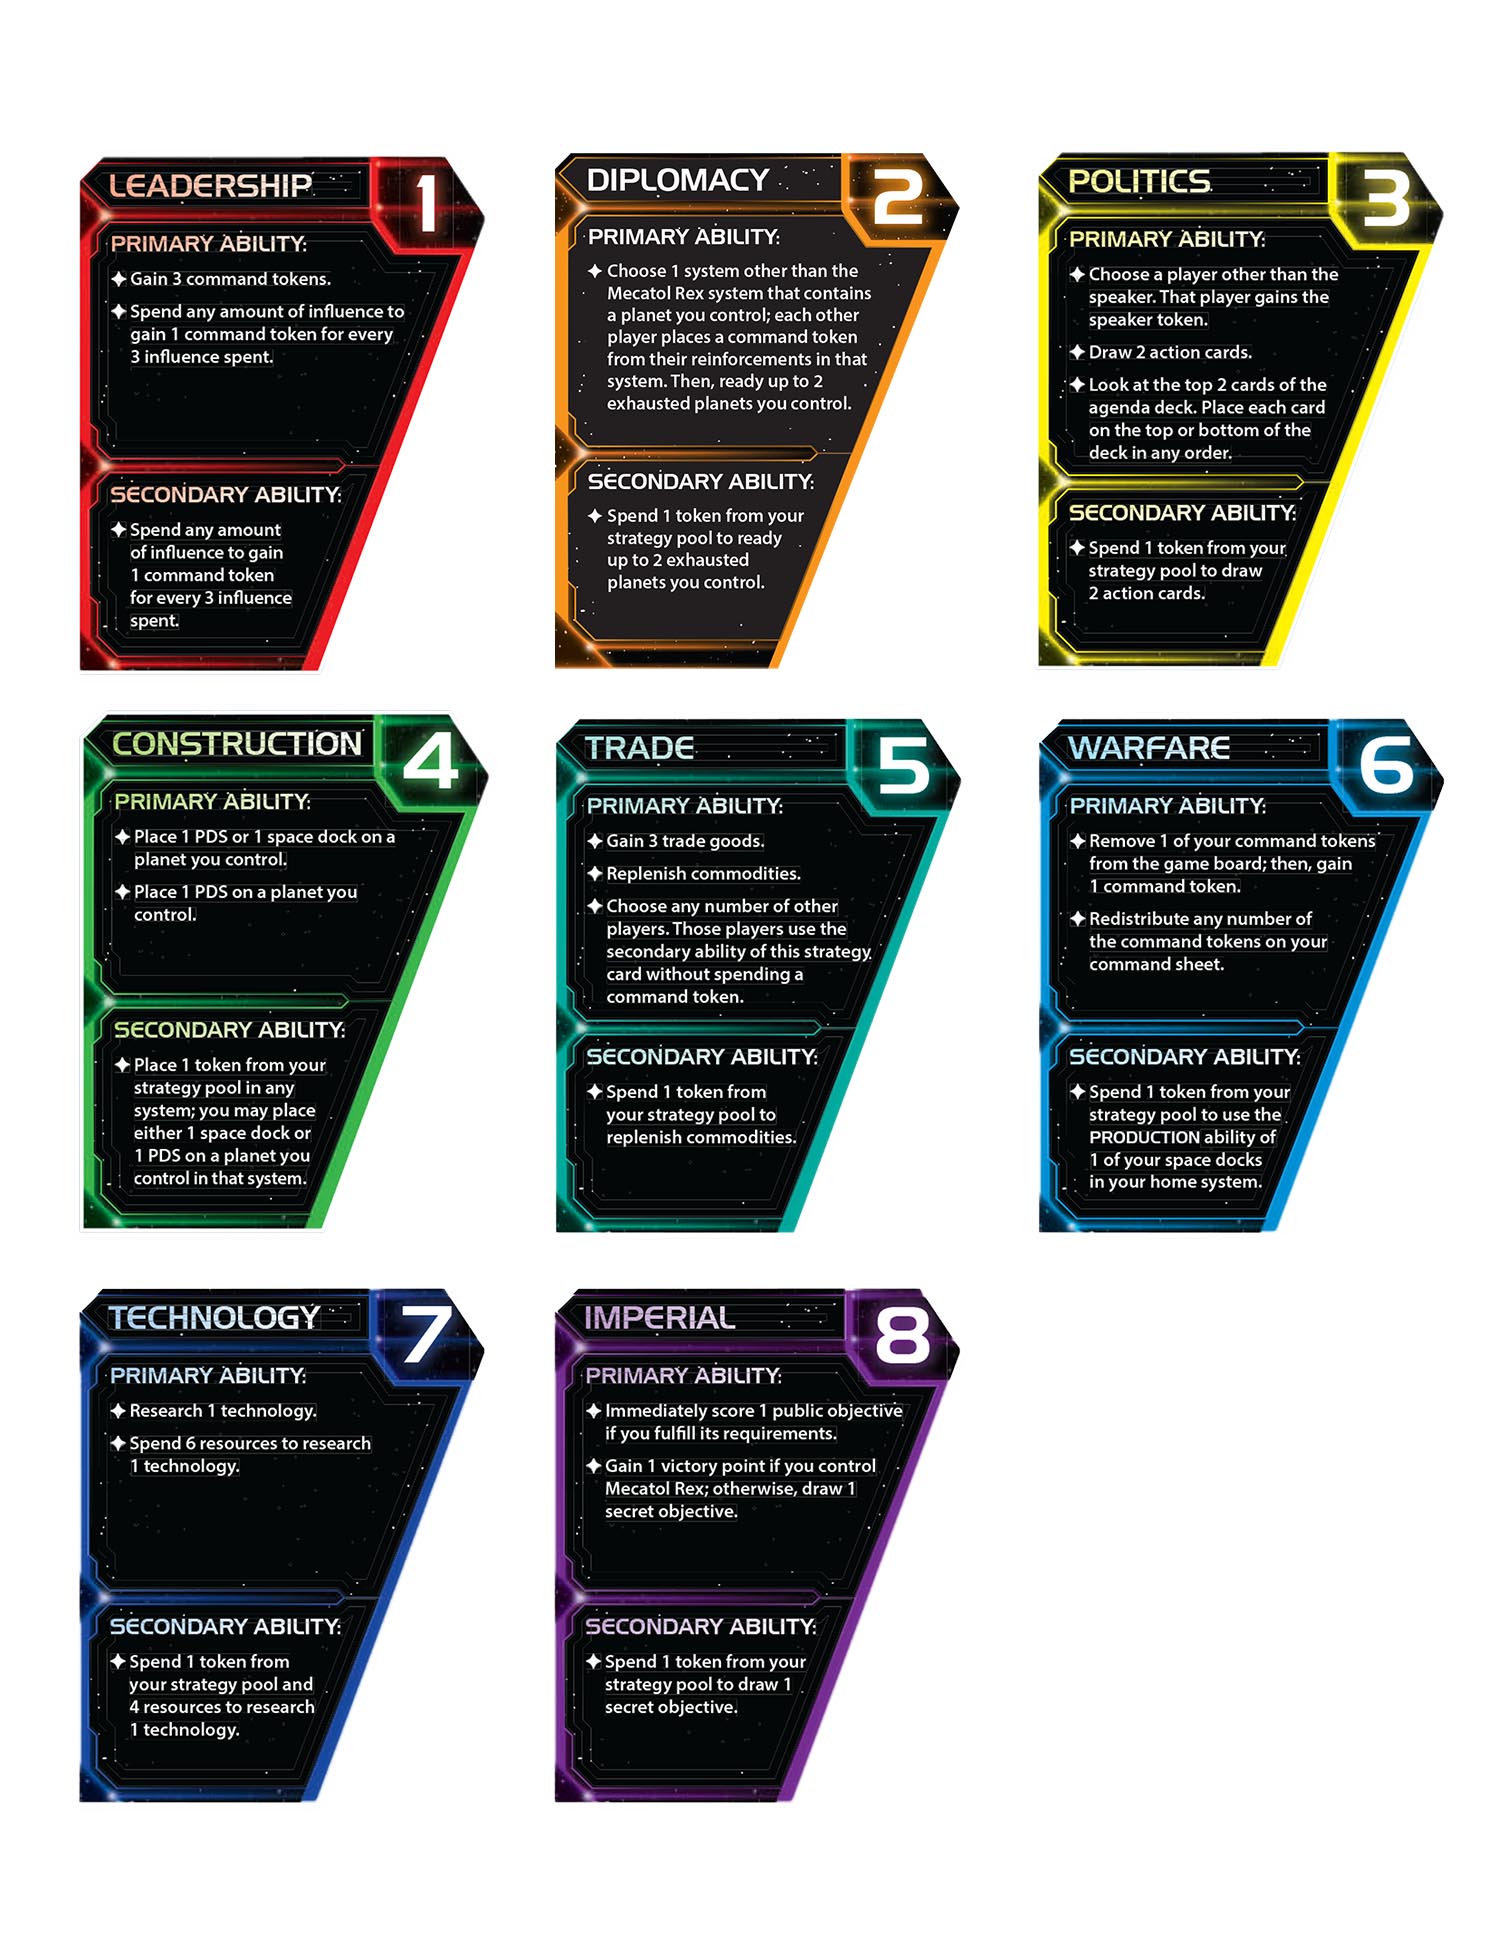 LEADERSHIP
1
PRIMARY ABILITY:
Gain 3 command tokens.
Spend any amount of influence to
gain 1 command token for every
3 influence spent.
SECONDARY ABILITY:
Spend any amount
of influence to gain
1 command token
for every 3 influence
spent.
DIPLOMACY
2
PRIMARY ABILITY:
Choose 1 system other than the
Mecatol Rex system that contains
a planet you control; each other
player places a command token
from their reinforcements in that
system. Then, ready up to 2
exhausted planets you control.
SECONDARY ABILITY:
Spend 1 token from your
strategy pool to ready
up to 2 exhausted
planets you control.
POLITICS
3
PRIMARY ABILITY:
Choose a player other than the
speaker. That player gains the
speaker token.
Draw 2 action cards.
Look at the top 2 cards of the
agenda deck. Place each card
on the top or bottom of the
deck in any order.
SECONDARY ABILITY:
Spend 1 token from your
strategy pool to draw
2 action cards.
CONSTRUCTION
4
PRIMARY ABILITY:
Place 1 PDS or 1 space dock on a
planet you control.
Place 1 PDS on a planet you
control.
SECONDARY ABILITY:
Place 1 token from your
strategy pool in any
system; you may place
either 1 space dock or
1 PDS on a planet you
control in that system.
TRADE
5
PRIMARY ABILITY:
Gain 3 trade goods.
Replenish commodities.
Choose any number of other
players. Those players use the
secondary ability of this strategy
card without spending a
command token.
SECONDARY ABILITY:
Spend 1 token from
your strategy pool to
replenish commodities.
WARFARE
6
PRIMARY ABILITY:
Remove 1 of your command tokens
from the game board; then, gain
1 command token.
Redistribute any number of
the command tokens on your
command sheet.
SECONDARY ABILITY:
Spend 1 token from your
strategy pool to use the
PRODUCTION ability of
1 of your space docks
in your home system.
TECHNOLOGY
7
PRIMARY ABILITY:
Research 1 technology.
Spend 6 resources to research
1 technology.
SECONDARY ABILITY:
Spend 1 token from
your strategy pool and
4 resources to research
1 technology.
IMPERIAL
8
PRIMARY ABILITY:
Immediately score 1 public objective
if you fulfill its requirements.
Gain 1 victory point if you control
Mecatol Rex; otherwise, draw 1
secret objective.
SECONDARY ABILITY:
Spend 1 token from your
strategy pool to draw 1
secret objective.